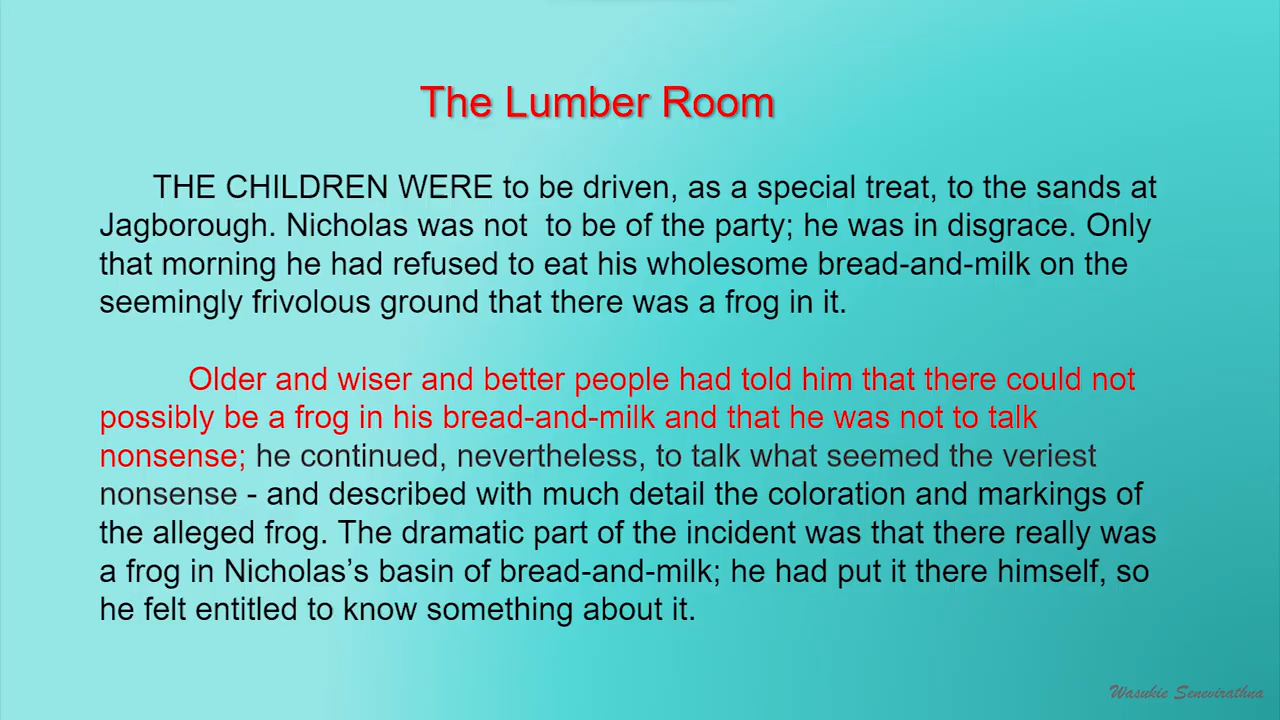 The Lumber Room
THE CHILDREN WERE to be driven, as a special treat, to the sands at
Jagborough. Nicholas was not  to be of the party; he was in disgrace. Only
that morning he had refused to eat his wholesome bread-and-milk on the
seemingly frivolous ground that there was a frog in it.
Older and wiser and better people had told him that there could not
possibly be a frog in his bread-and-milk and that he was not to talk
nonsense; he continued, nevertheless, to talk what seemed the veriest
nonsense - and described with much detail the coloration and markings of
the alleged frog. The dramatic part of the incident was that there really was
a frog in Nicholas’s basin of bread-and-milk; he had put it there himself, so
he felt entitled to know something about it.
Wasukie Senevirathna